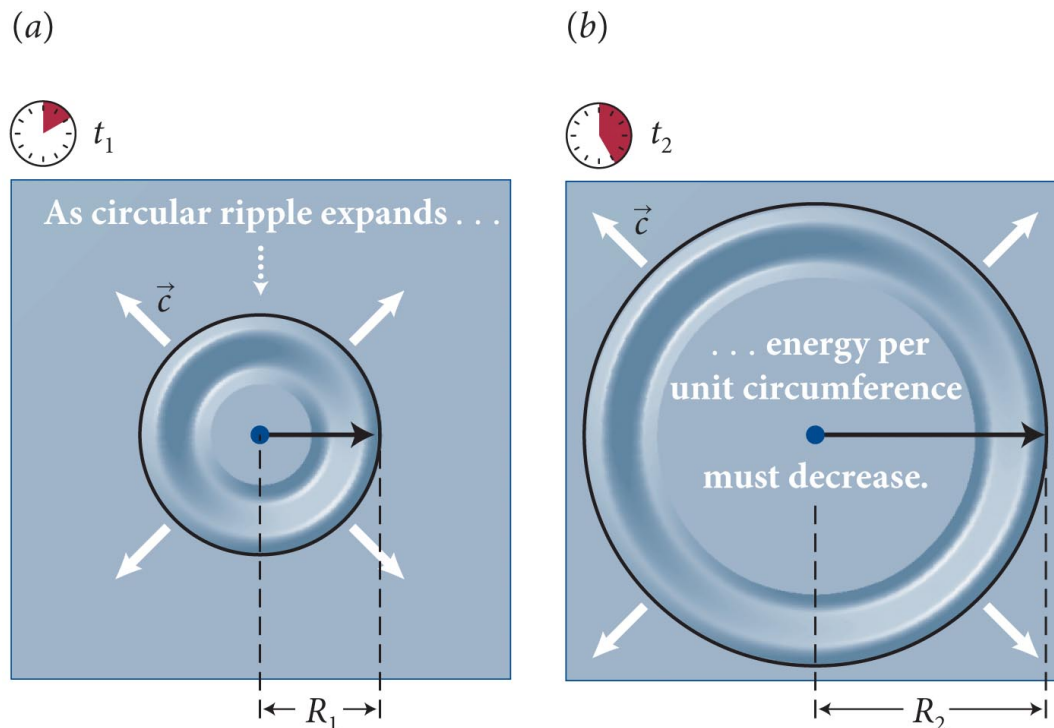 (a)
t₁
As circular ripple expands . . .
c⃗
R₁
(b)
t₂
c⃗
. . . energy per
unit circumference
must decrease.
R₂